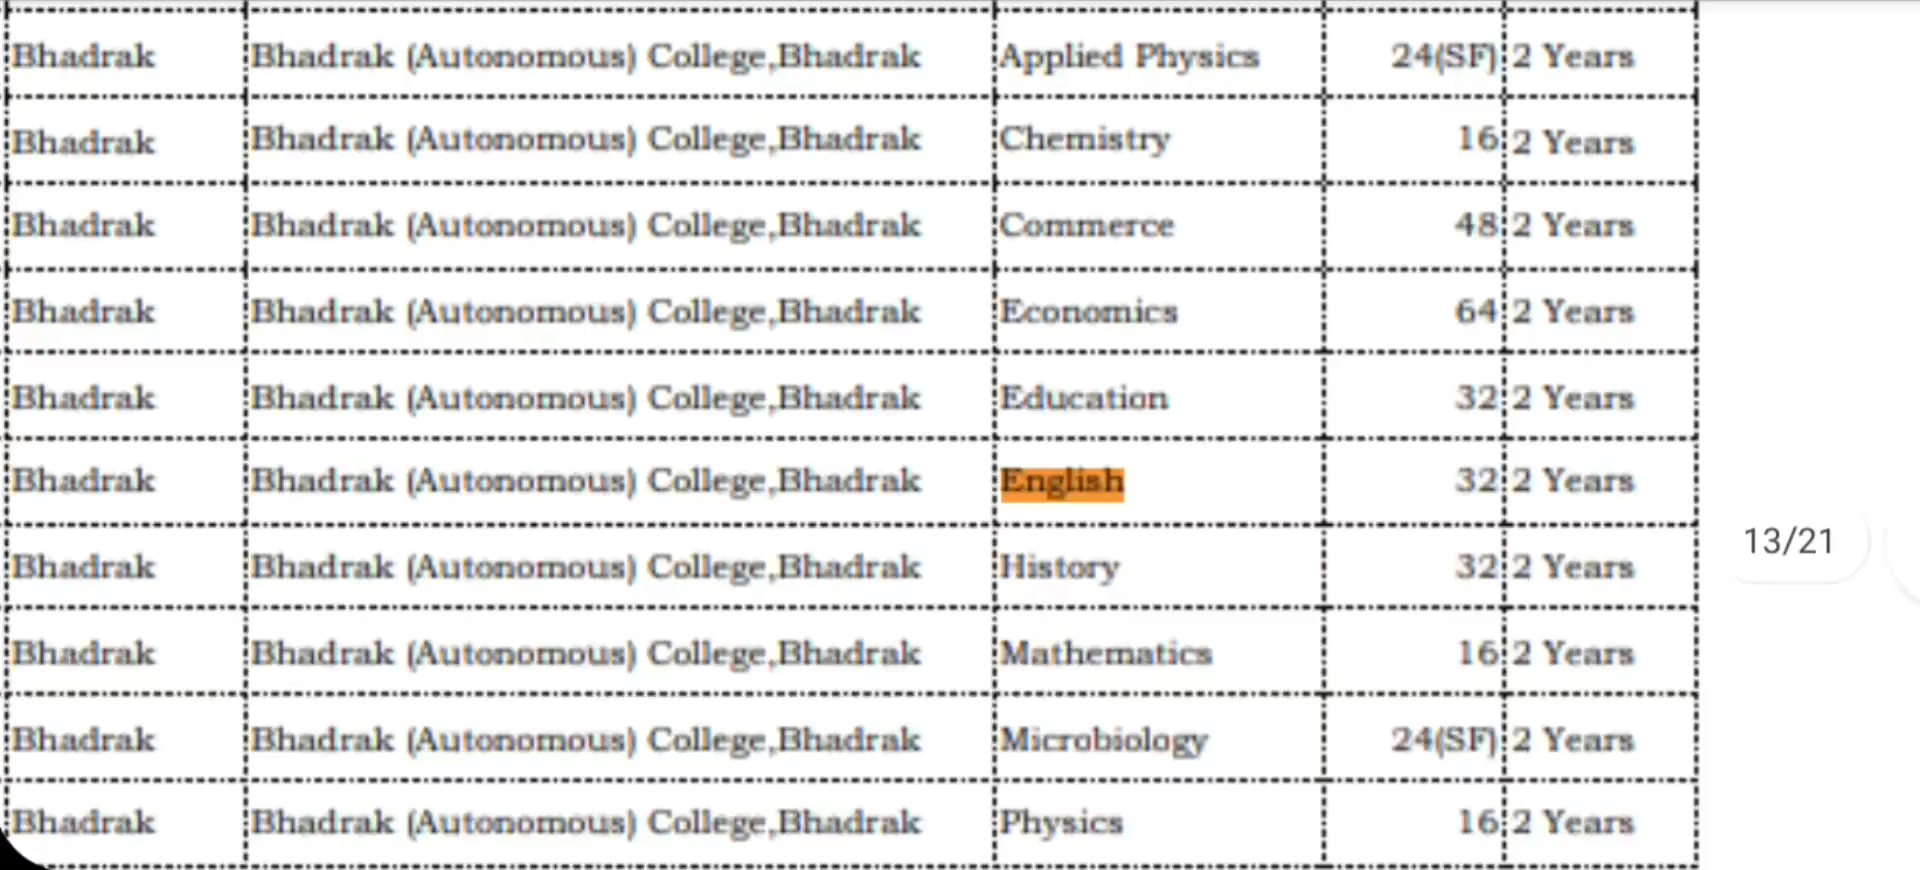 Bhadrak Bhadrak (Autonomous) College,Bhadrak Applied Physics 24(SF) 2 Years
Bhadrak Bhadrak (Autonomous) College,Bhadrak Chemistry 16 2 Years
Bhadrak Bhadrak (Autonomous) College,Bhadrak Commerce 48 2 Years
Bhadrak Bhadrak (Autonomous) College,Bhadrak Economics 64 2 Years
Bhadrak Bhadrak (Autonomous) College,Bhadrak Education 32 2 Years
Bhadrak Bhadrak (Autonomous) College,Bhadrak English 32 2 Years
13/21
Bhadrak Bhadrak (Autonomous) College,Bhadrak History 32 2 Years
Bhadrak Bhadrak (Autonomous) College,Bhadrak Mathematics 16 2 Years
Bhadrak Bhadrak (Autonomous) College,Bhadrak Microbiology 24(SF) 2 Years
Bhadrak Bhadrak (Autonomous) College,Bhadrak Physics 16 2 Years